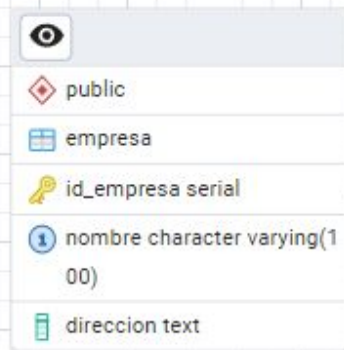 public
empresa
id_empresa serial
nombre character varying(1
00)
direccion text